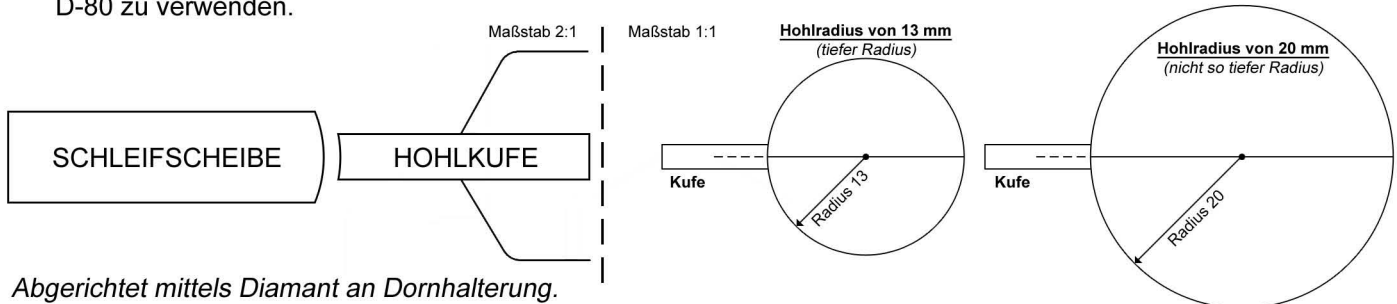 D-80 zu verwenden.
Maßstab 2:1
SCHLEIFSCHEIBE
HOHLKUFE
Abgerichtet mittels Diamant an Dornhalterung.
Maßstab 1:1
Hohlradius von 13 mm
(tiefer Radius)
Kufe
Radius 13
Hohlradius von 20 mm
(nicht so tiefer Radius)
Kufe
Radius 20